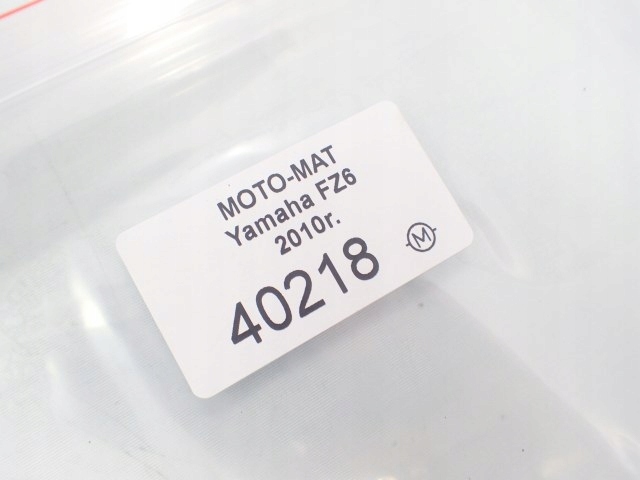 MOTO-MAT
Yamaha FZ6
2010r.
40218
M